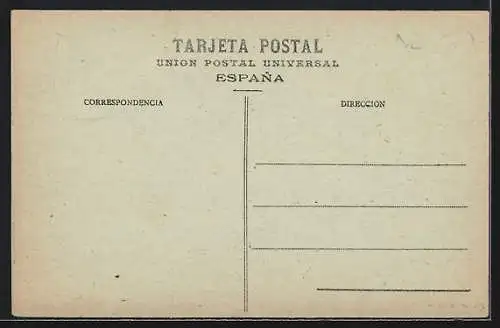 TARJETA POSTAL
UNION POSTAL UNIVERSAL
ESPAÑA
CORRESPONDENCIA
DIRECCION